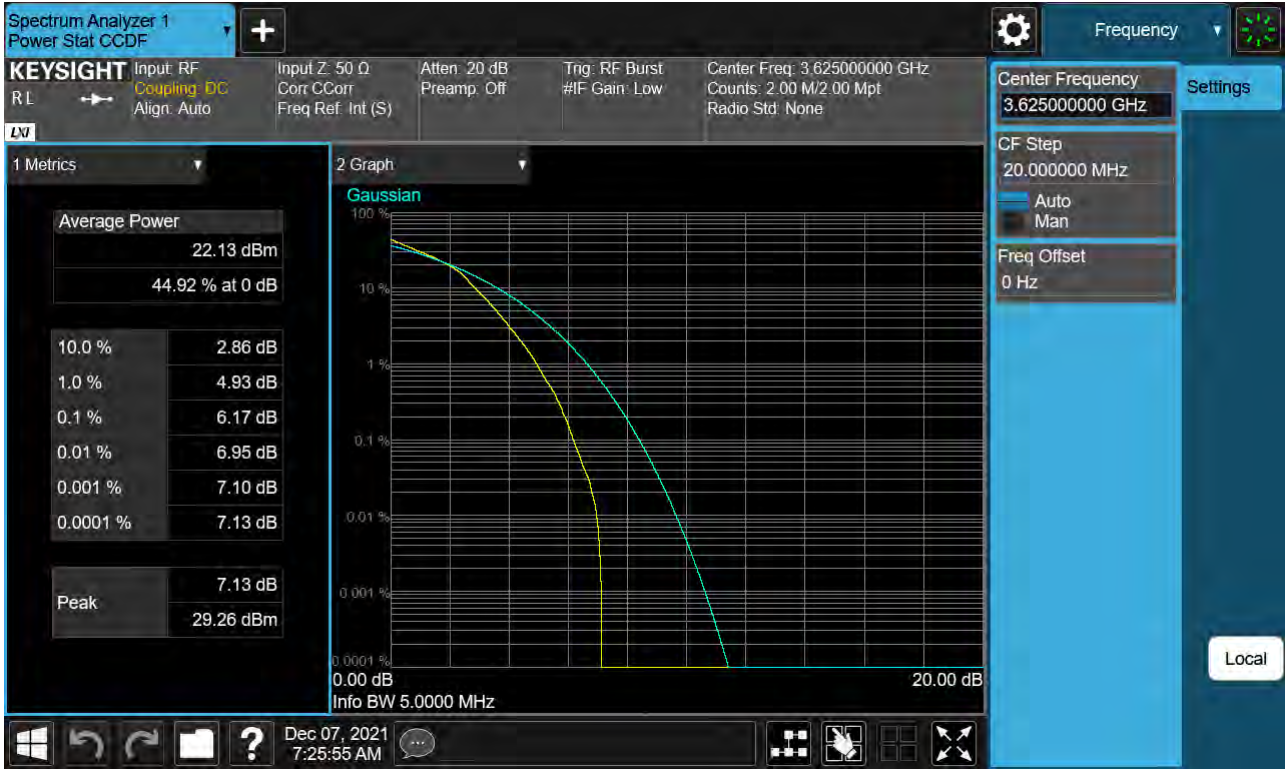 Spectrum Analyzer 1
Power Stat CCDF
+
Frequency
KEYSIGHT
R L
LXI
Input: RF
Coupling: DC
Align: Auto
Input Z: 50 Ω
Corr CCorr
Freq Ref: Int (S)
Atten: 20 dB
Preamp: Off
Trig: RF Burst
#IF Gain: Low
Center Freq: 3.625000000 GHz
Counts: 2.00 M/2.00 Mpt
Radio Std: None
1 Metrics
Average Power
22.13 dBm
44.92 % at 0 dB
10.0 % 2.86 dB
1.0 % 4.93 dB
0.1 % 6.17 dB
0.01 % 6.95 dB
0.001 % 7.10 dB
0.0001 % 7.13 dB
Peak
7.13 dB
29.26 dBm
2 Graph
Gaussian
100 %
10 %
1 %
0.1 %
0.01 %
0.001 %
0.0001 %
0.00 dB 20.00 dB
Info BW 5.0000 MHz
Center Frequency
3.625000000 GHz
CF Step
20.000000 MHz
Auto
Man
Freq Offset
0 Hz
Settings
Local
?
Dec 07, 2021
7:25:55 AM